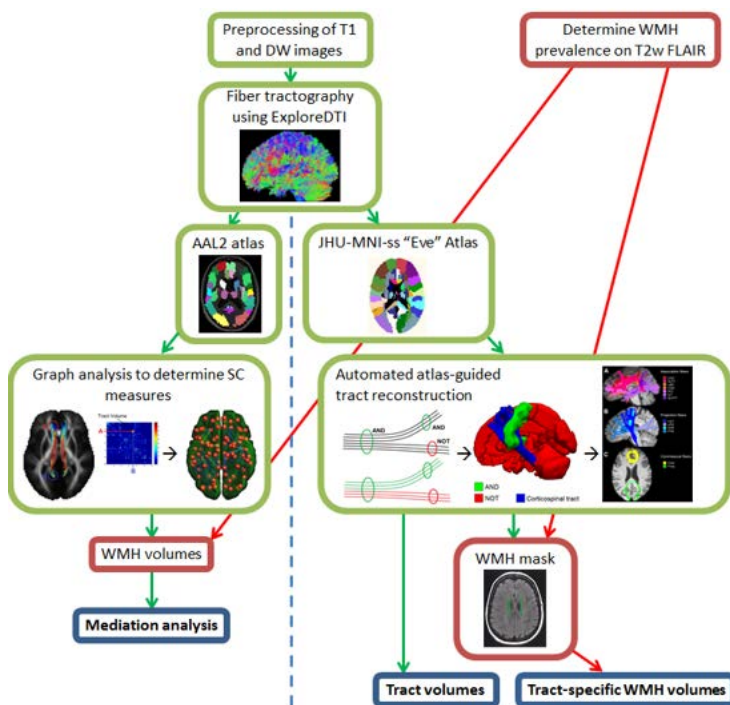 Preprocessing of T1
and DW images
Determine WMH
prevalence on T2w FLAIR
Fiber tractography
using ExploreDTI
AAL2 atlas
JHU-MNI-ss “Eve” Atlas
Graph analysis to determine SC
measures
Tract Volume
A
B
Automated atlas-guided
tract reconstruction
AND
AND
NOT
AND
NOT
Corticospinal tract
A
B
C
WMH volumes
WMH mask
Mediation analysis
Tract volumes
Tract-specific WMH volumes